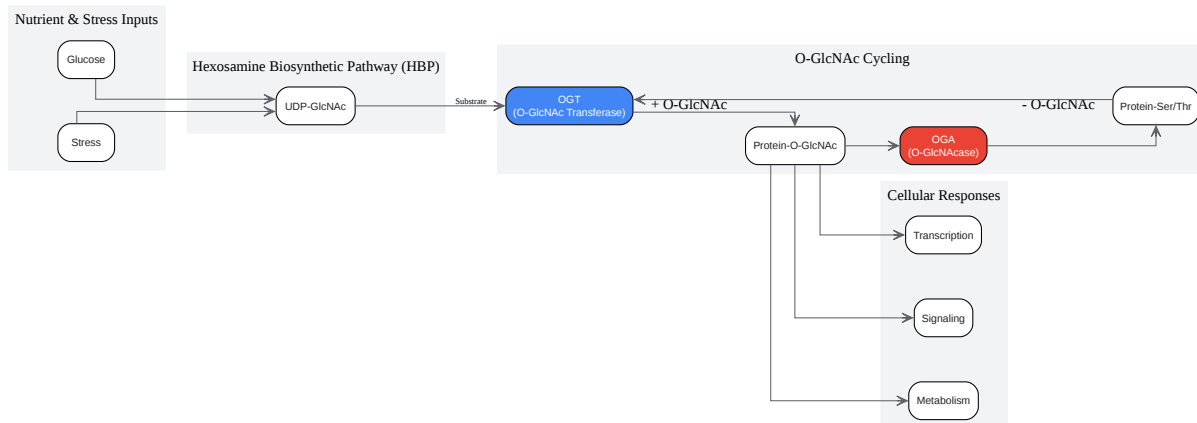 Nutrient & Stress Inputs
Glucose
Stress
Hexosamine Biosynthetic Pathway (HBP)
UDP-GlcNAc
Substrate
O-GlcNAc Cycling
OGT
(O-GlcNAc Transferase)
+ O-GlcNAc
- O-GlcNAc
Protein-Ser/Thr
Protein-O-GlcNAc
OGA
(O-GlcNAcase)
Cellular Responses
Transcription
Signaling
Metabolism